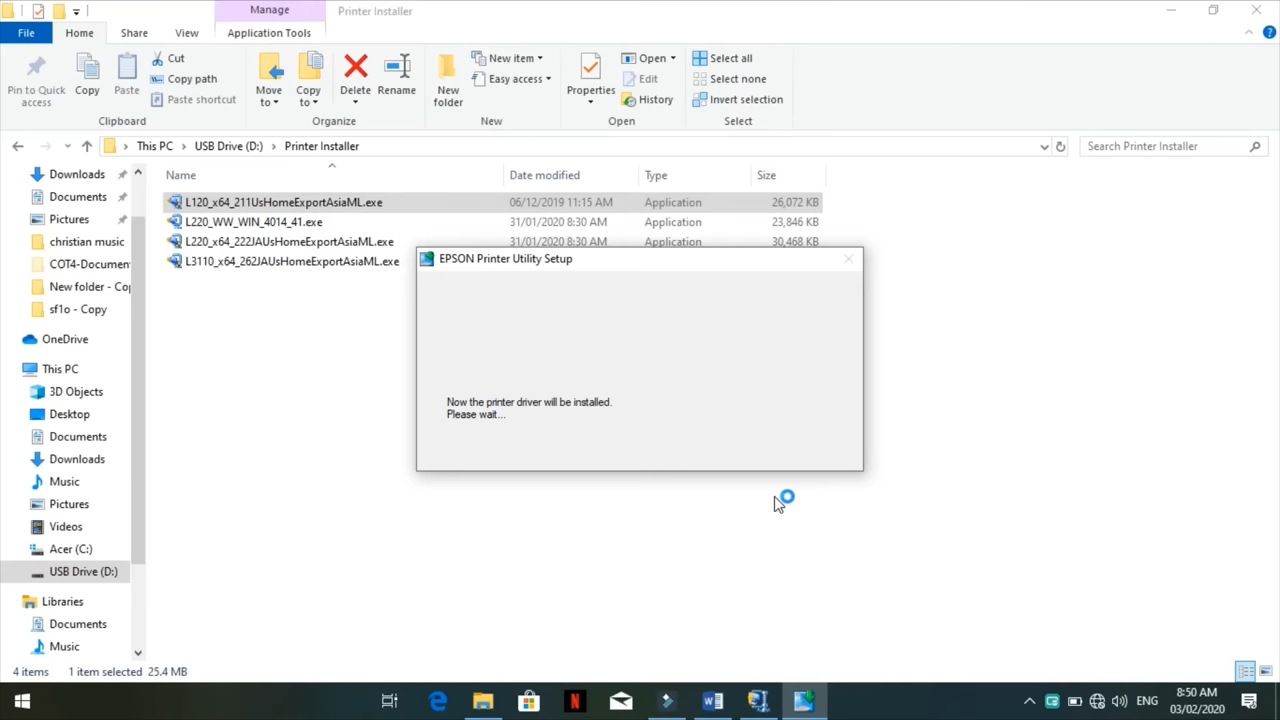 Manage
Printer Installer
File
Home
Share
View
Application Tools
Pin to Quick
access
Copy
Paste
Cut
Copy path
Paste shortcut
Clipboard
Move
to
Copy
to
Delete
Rename
Organize
New
folder
New item
Easy access
New
Properties
Open
Edit
History
Open
Select all
Select none
Invert selection
Select
This PC
USB Drive (D:)
Printer Installer
Search Printer Installer
Name
Date modified
Type
Size
L120_x64_211UsHomeExportAsiaML.exe 06/12/2019 11:15 AM Application 26,072 KB
L220_WW_WIN_4014_41.exe 31/01/2020 8:30 AM Application 23,846 KB
L220_x64_222JAUsHomeExportAsiaML.exe 31/01/2020 8:30 AM Application 30,468 KB
L3110_x64_262JAUsHomeExportAsiaML.exe
Downloads
Documents
Pictures
christian music
COT4-Documen
New folder - Cop
sf1o - Copy
OneDrive
This PC
3D Objects
Desktop
Documents
Downloads
Music
Pictures
Videos
Acer (C:)
USB Drive (D:)
Libraries
Documents
Music
EPSON Printer Utility Setup
Now the printer driver will be installed.
Please wait...
4 items
1 item selected 25.4 MB
ENG
8:50 AM
03/02/2020